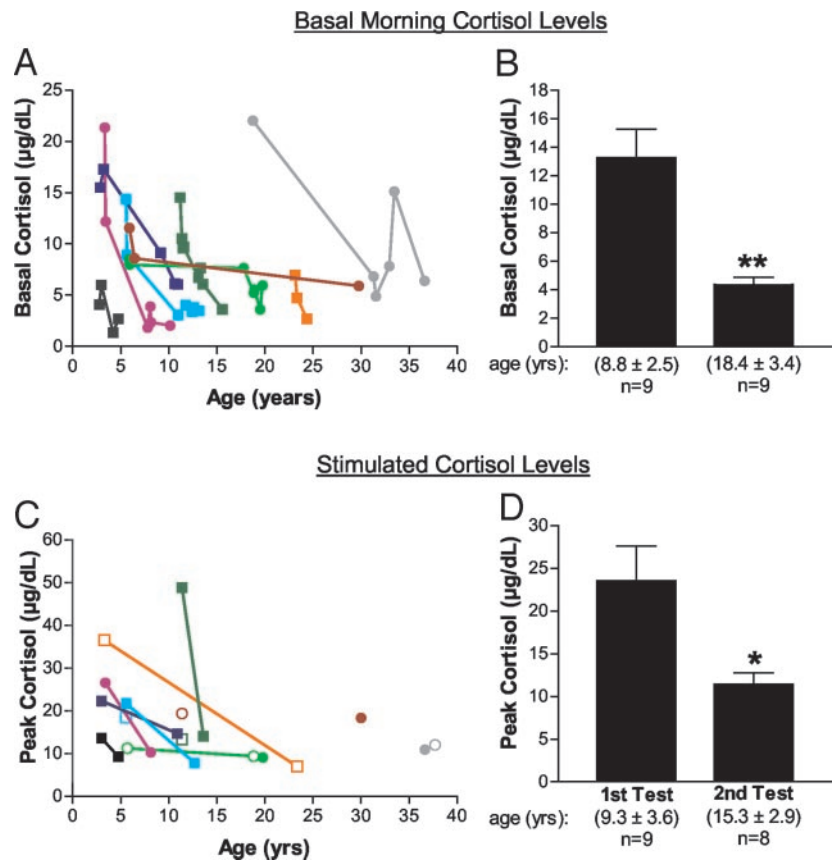 Basal Morning Cortisol Levels
A
Basal Cortisol (µg/dL)
25
20
15
10
5
0
0 5 10 15 20 25 30 35 40
Age (years)
B
Basal Cortisol (µg/dL)
18
16
14
12
10
8
6
4
2
0
**
age (yrs): (8.8 ± 2.5) (18.4 ± 3.4)
n=9 n=9
Stimulated Cortisol Levels
C
Peak Cortisol (µg/dL)
60
50
40
30
20
10
0
0 5 10 15 20 25 30 35 40
Age (yrs)
D
Peak Cortisol (µg/dL)
30
25
20
15
10
5
0
*
1st Test 2nd Test
age (yrs): (9.3 ± 3.6) (15.3 ± 2.9)
n=9 n=8